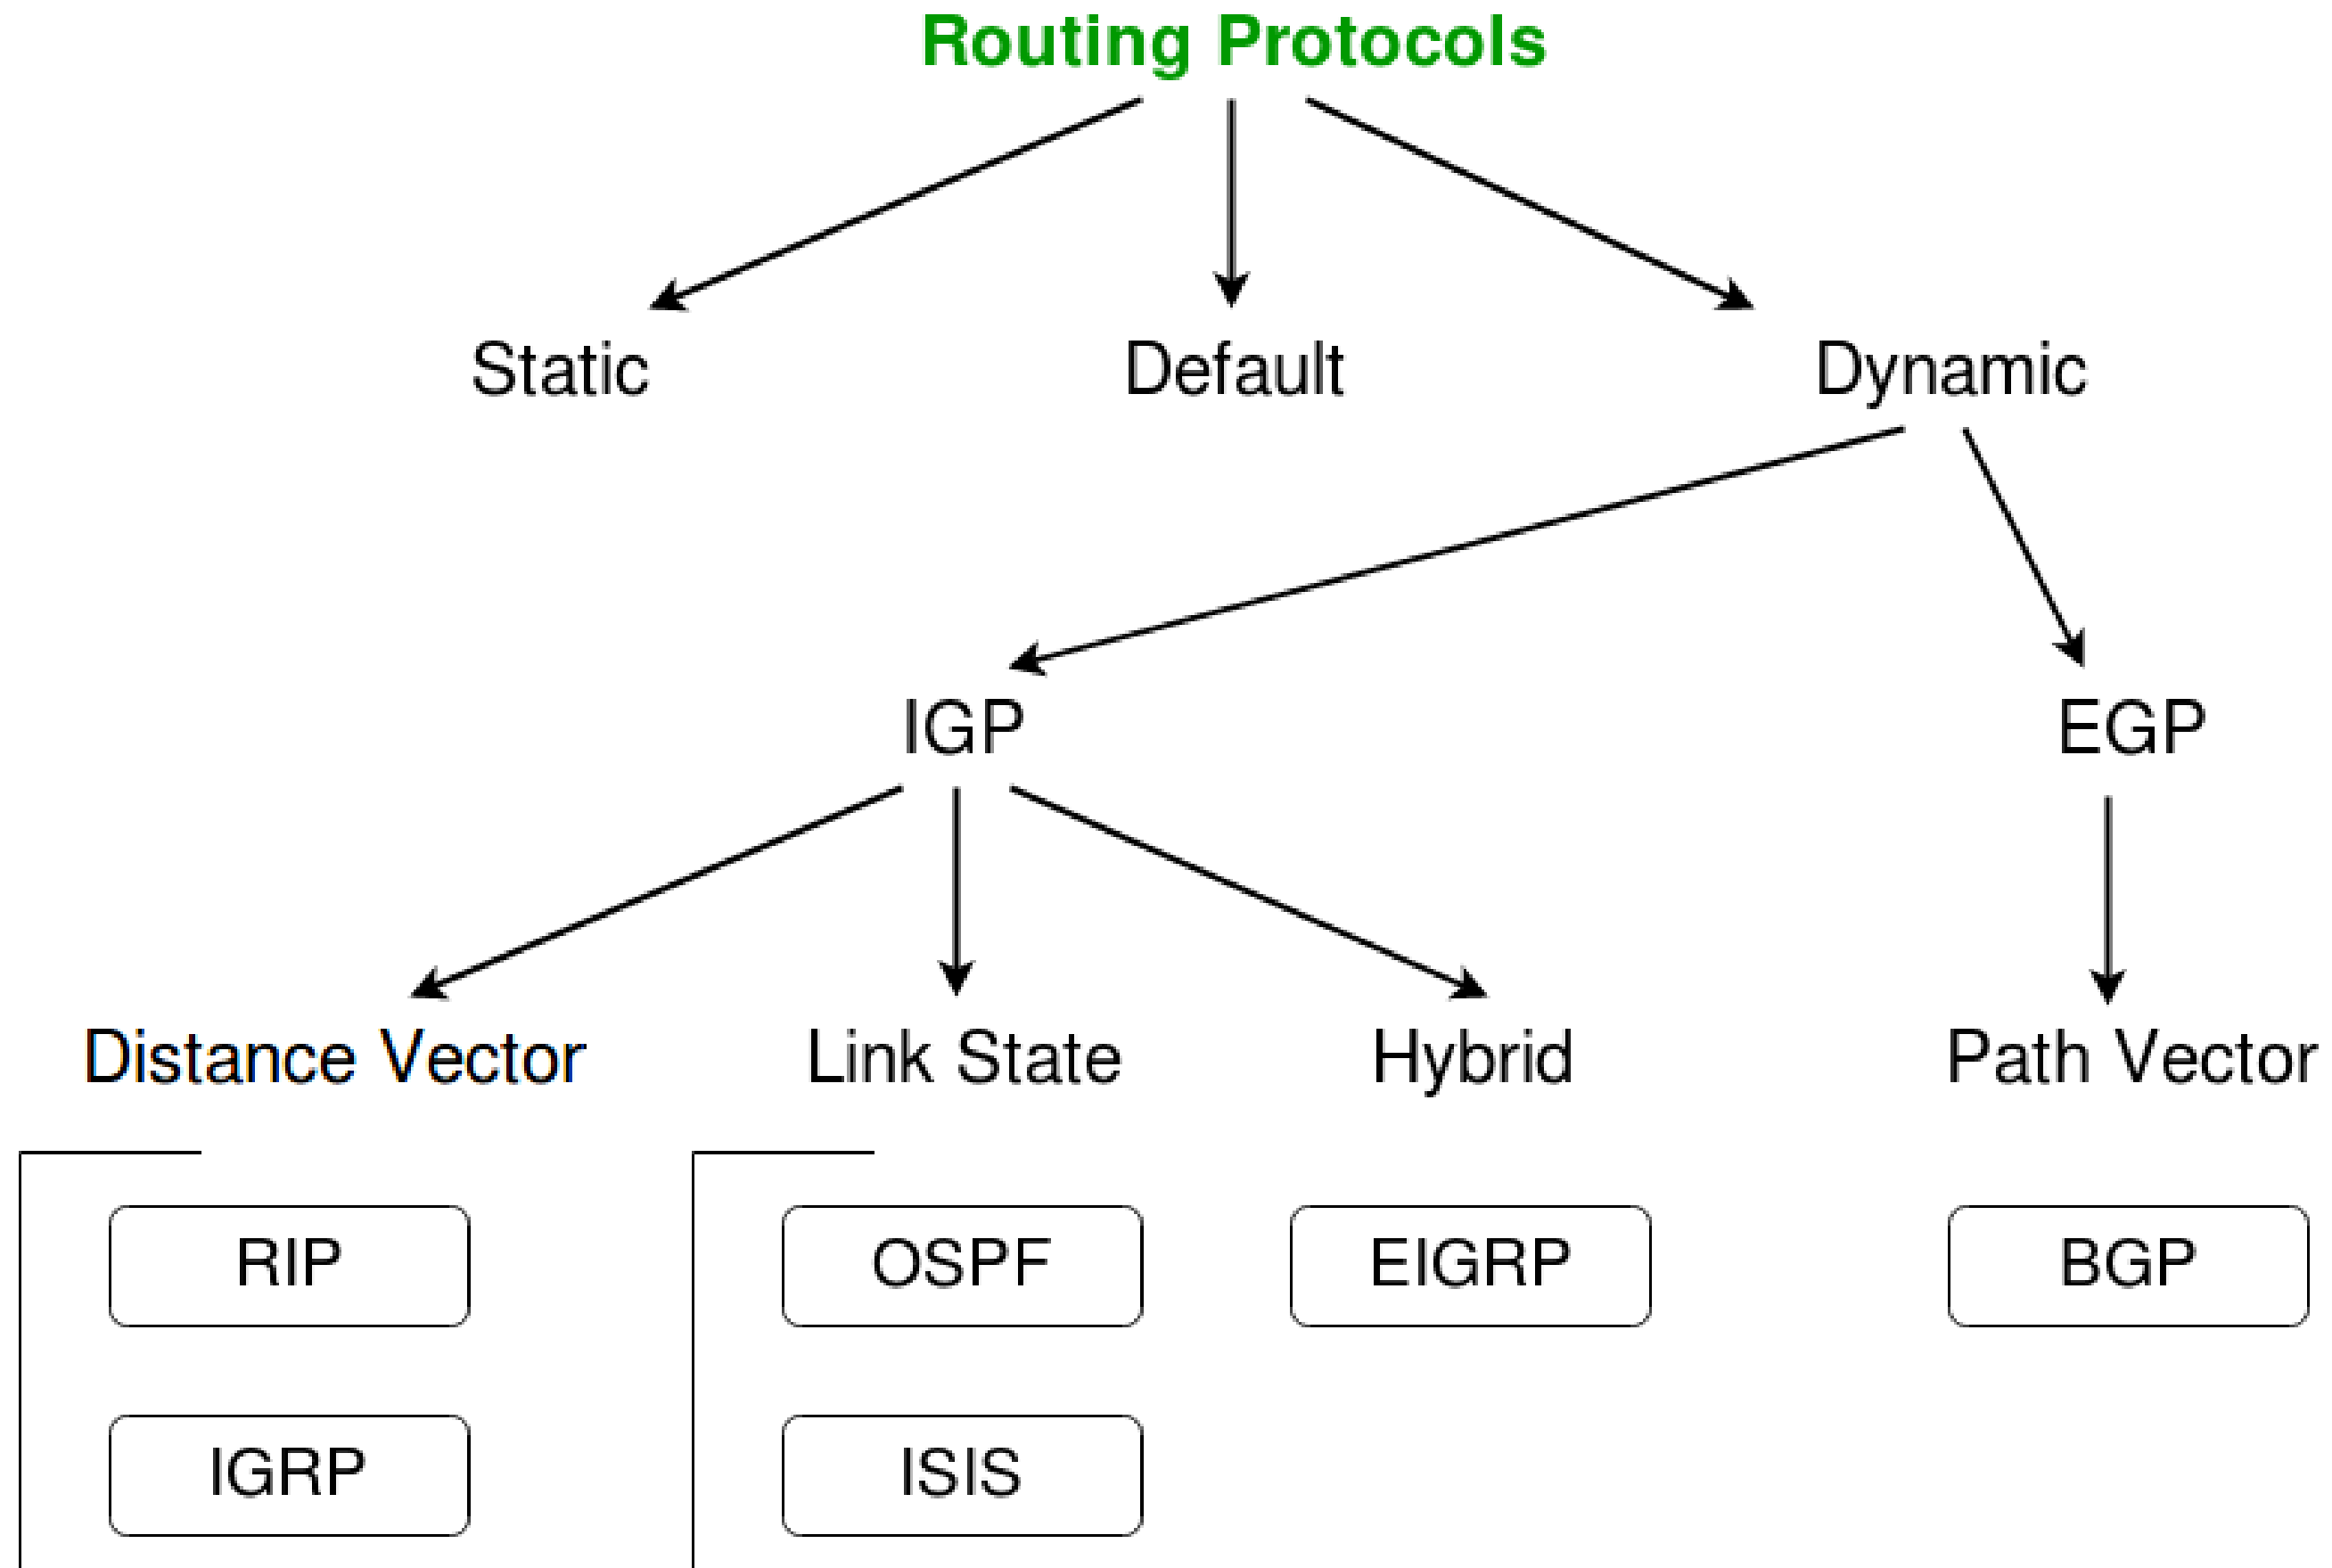 Routing Protocols
Static
Default
Dynamic
IGP
EGP
Distance Vector
Link State
Hybrid
Path Vector
RIP
OSPF
EIGRP
BGP
IGRP
ISIS